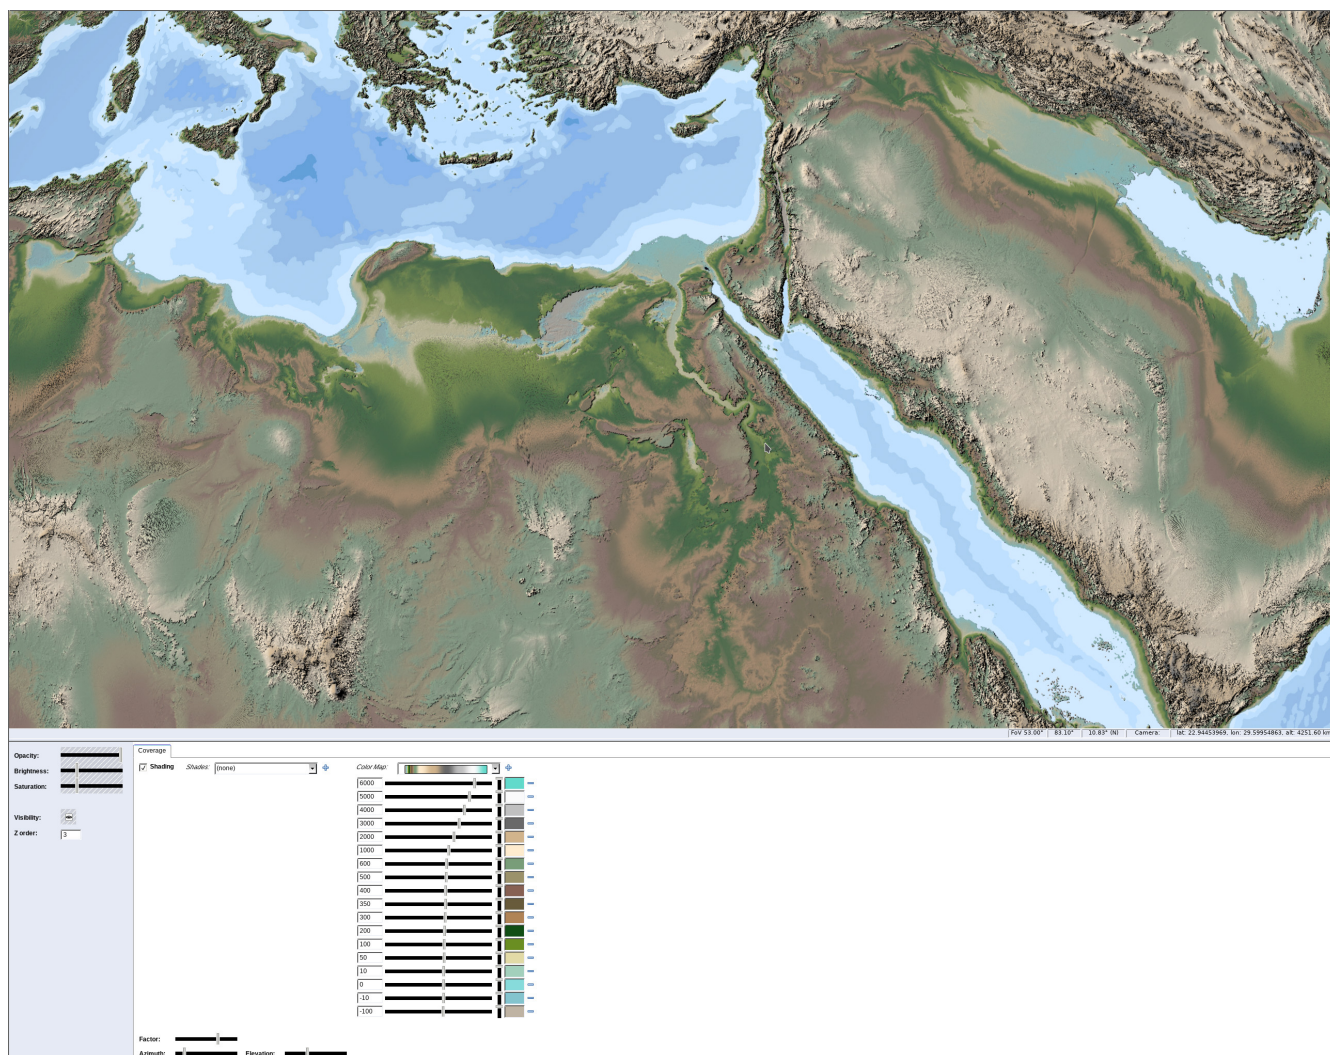 FoV 53.00° 83.10° 10.83° (N) Camera: lat: 22.94453969, lon: 29.59954863, alt: 4251.60 km
Opacity:
Brightness:
Saturation:
Visibility:
Z order: 3
Coverage
Shading Shades: (none) Color Map:
6000
5000
4000
3000
2000
1000
600
500
400
350
300
200
100
50
10
0
-10
-100
Factor:
Azimuth: Elevation: